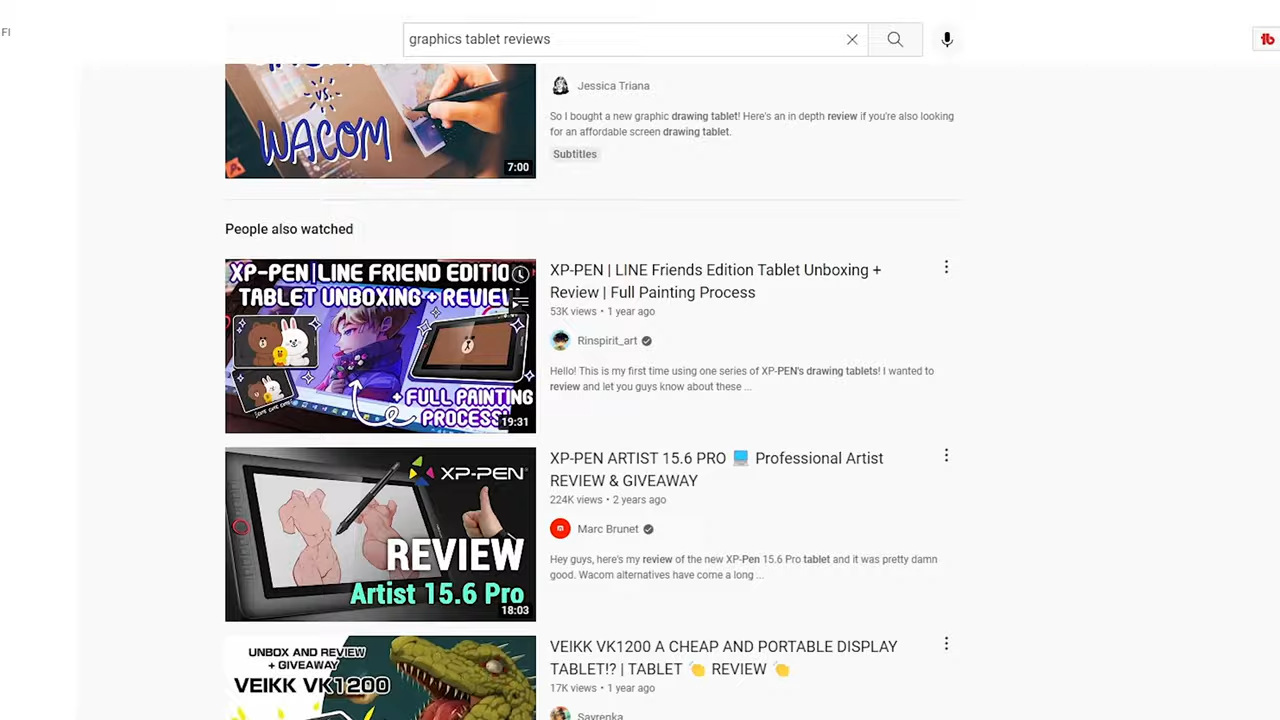 FI
graphics tablet reviews
vs.
WACOM
7:00
Jessica Triana
So I bought a new graphic drawing tablet! Here's an in depth review if you're also looking
for an affordable screen drawing tablet.
Subtitles
People also watched
XP-PEN|LINE FRIEND EDITIO
TABLET UNBOXING + REVIEW
+ FULL PAINTING
PROCESS
19:31
XP-PEN | LINE Friends Edition Tablet Unboxing +
Review | Full Painting Process
53K views • 1 year ago
Rinspirit_art
Hello! This is my first time using one series of XP-PEN's drawing tablets! I wanted to
review and let you guys know about these ...
XP-PEN
REVIEW
Artist 15.6 Pro
18:03
XP-PEN ARTIST 15.6 PRO 💻 Professional Artist
REVIEW & GIVEAWAY
224K views • 2 years ago
Marc Brunet
Hey guys, here's my review of the new XP-Pen 15.6 Pro tablet and it was pretty damn
good. Wacom alternatives have come a long ...
UNBOX AND REVIEW
+ GIVEAWAY
VEIKK VK1200
VEIKK VK1200 A CHEAP AND PORTABLE DISPLAY
TABLET!? | TABLET 👏 REVIEW 👏
17K views • 1 year ago
Sayrenka
tb